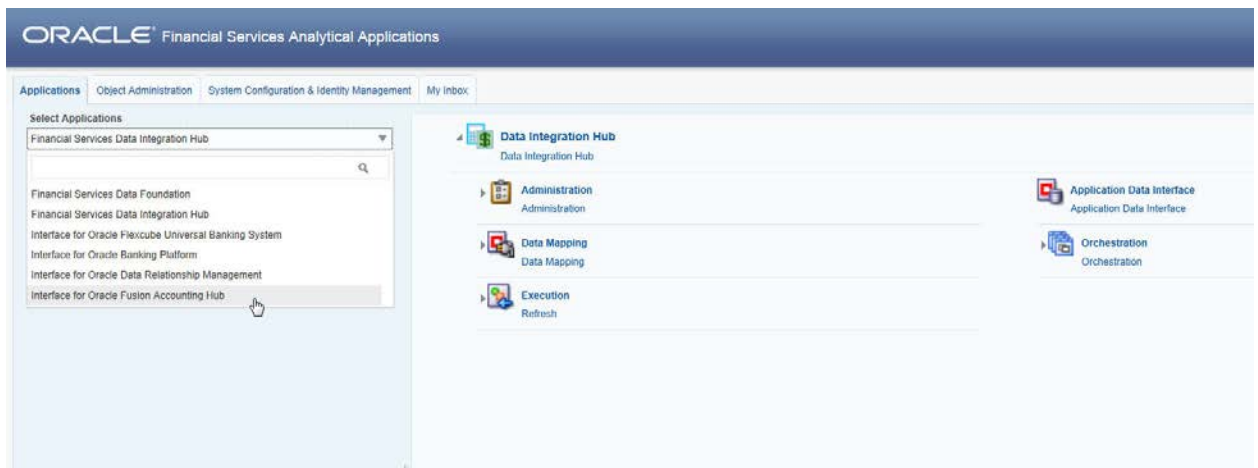 ORACLE Financial Services Analytical Applications
Applications Object Administration System Configuration & Identity Management My Inbox
Select Applications
Financial Services Data Integration Hub
Financial Services Data Foundation
Financial Services Data Integration Hub
Interface for Oracle Flexcube Universal Banking System
Interface for Oracle Banking Platform
Interface for Oracle Data Relationship Management
Interface for Oracle Fusion Accounting Hub
Data Integration Hub
Data Integration Hub
Administration
Administration
Data Mapping
Data Mapping
Execution
Refresh
Application Data Interface
Application Data Interface
Orchestration
Orchestration